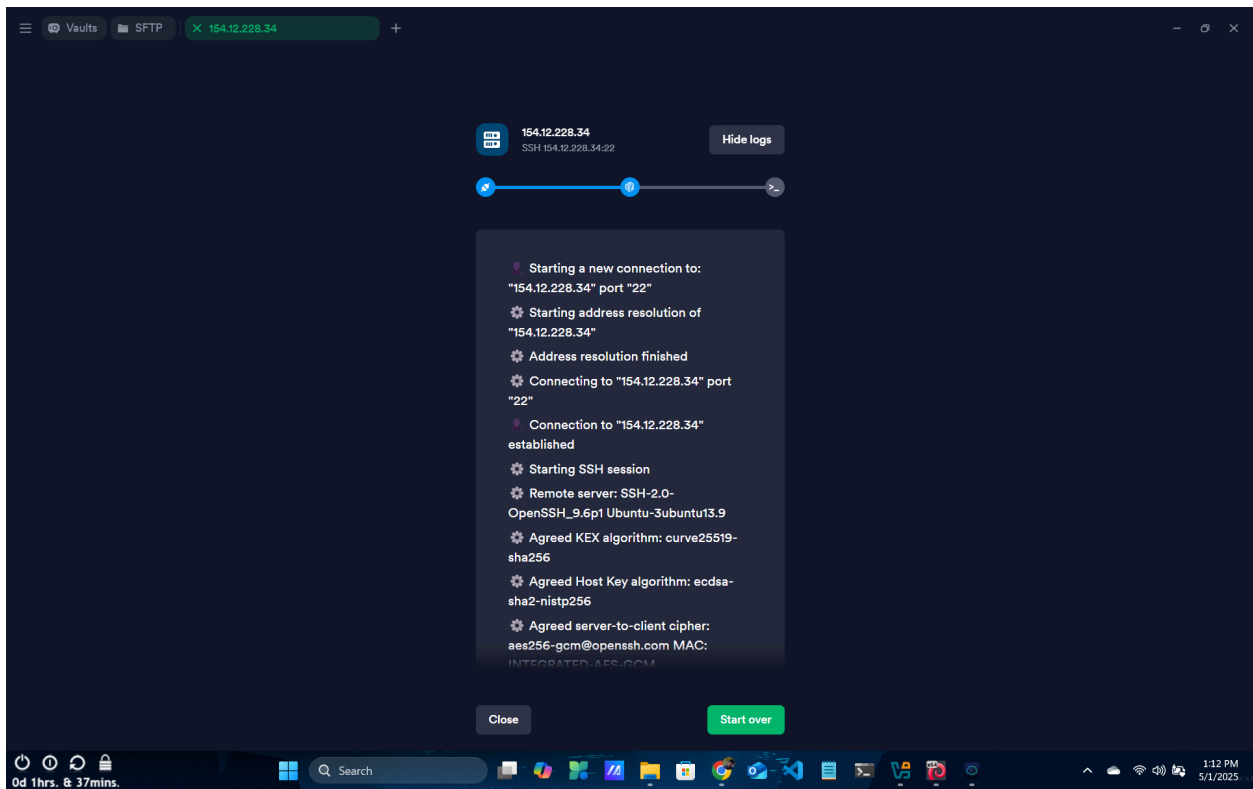 Vaults
SFTP
154.12.228.34
154.12.228.34
SSH 154.12.228.34:22
Hide logs
Starting a new connection to:
"154.12.228.34" port "22"
Starting address resolution of
"154.12.228.34"
Address resolution finished
Connecting to "154.12.228.34" port
"22"
Connection to "154.12.228.34"
established
Starting SSH session
Remote server: SSH-2.0-
OpenSSH_9.6p1 Ubuntu-3ubuntu13.9
Agreed KEX algorithm: curve25519-
sha256
Agreed Host Key algorithm: ecdsa-
sha2-nistp256
Agreed server-to-client cipher:
aes256-gcm@openssh.com MAC:
INTEGRATED-AES-GCM
Close
Start over
0d 1hrs. & 37mins.
Search
1:12 PM
5/1/2025